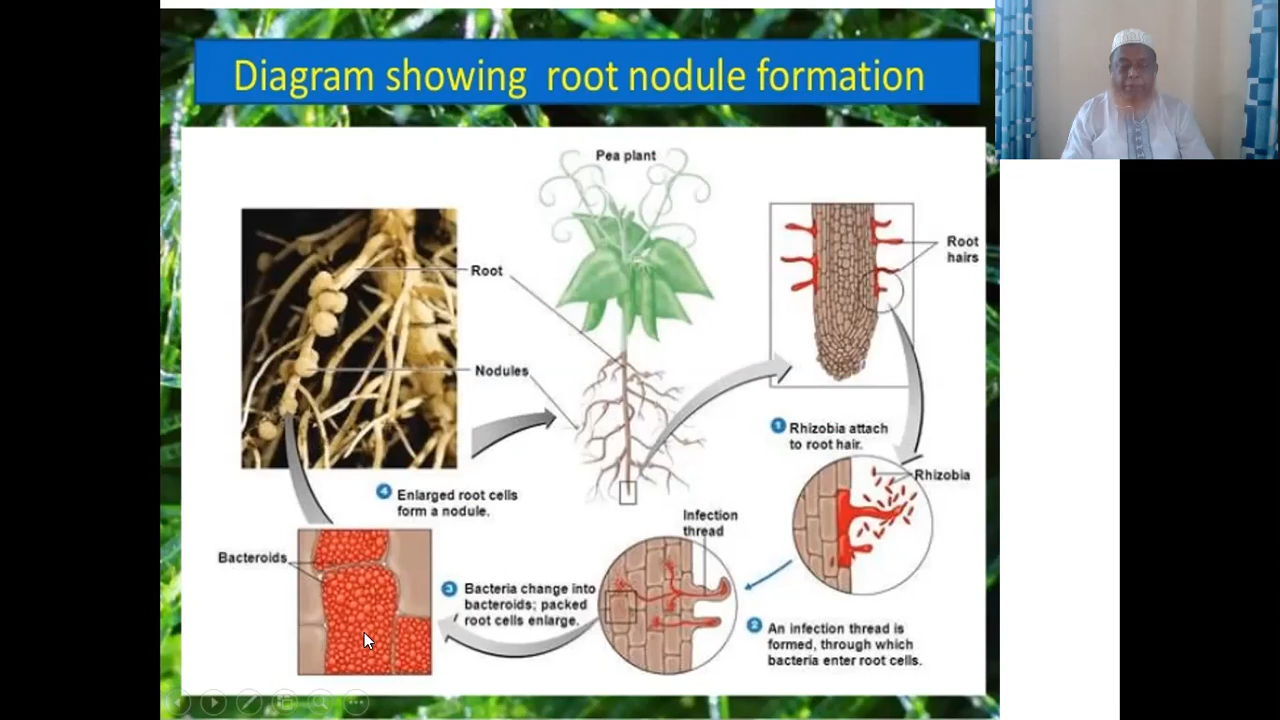 Diagram showing root nodule formation
Pea plant
Root
Nodules
Root
hairs
1 Rhizobia attach
to root hair.
Rhizobia
4 Enlarged root cells
form a nodule.
Infection
thread
Bacteroids
3 Bacteria change into
bacteroids; packed
root cells enlarge.
2 An infection thread is
formed, through which
bacteria enter root cells.